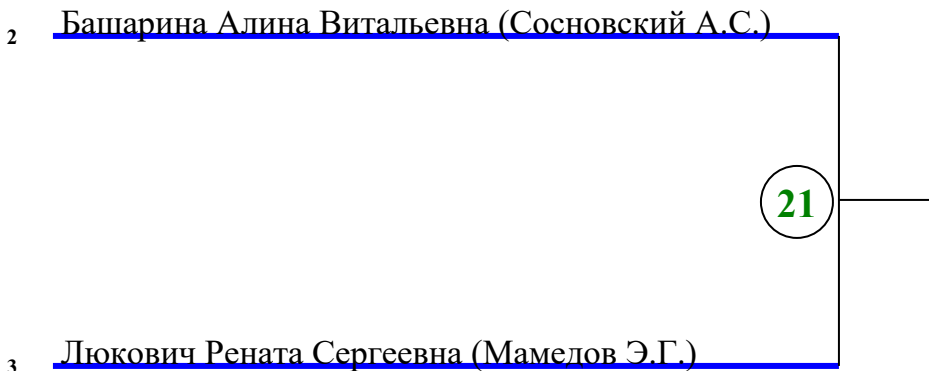 2 Башарина Алина Витальевна (Сосновский А.С.)
21
3 Люкович Рената Сергеевна (Мамедов Э.Г.)